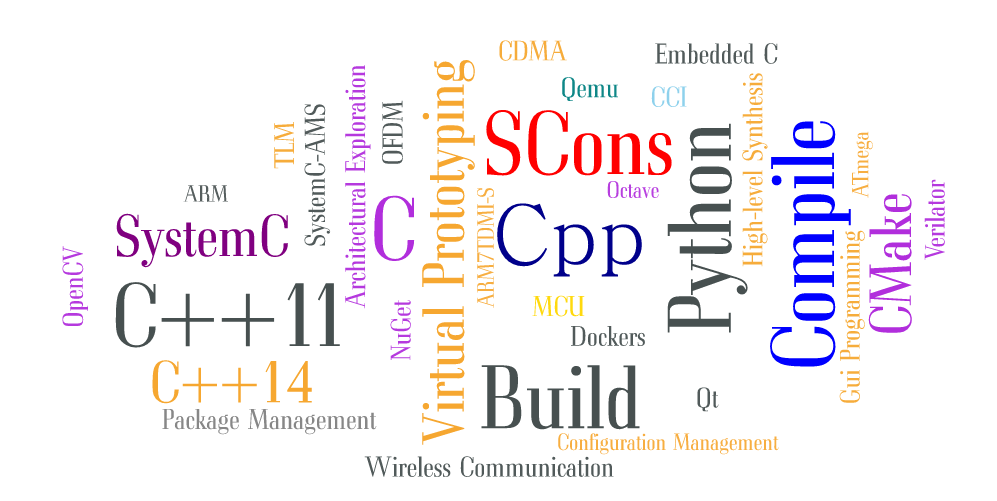 CDMA
Embedded C
Qemu
CCI
TLM
SystemC-AMS
Architectural Exploration
OFDM
Virtual Prototyping
SCons
Python
High-level Synthesis
Compile
ATmega
ARM
Octave
SystemC
C
ARM7TDMI-S
Cpp
CMake
Verilator
OpenCV
C++11
NuGet
MCU
Dockers
Gui Programming
C++14
Build
Qt
Package Management
Configuration Management
Wireless Communication